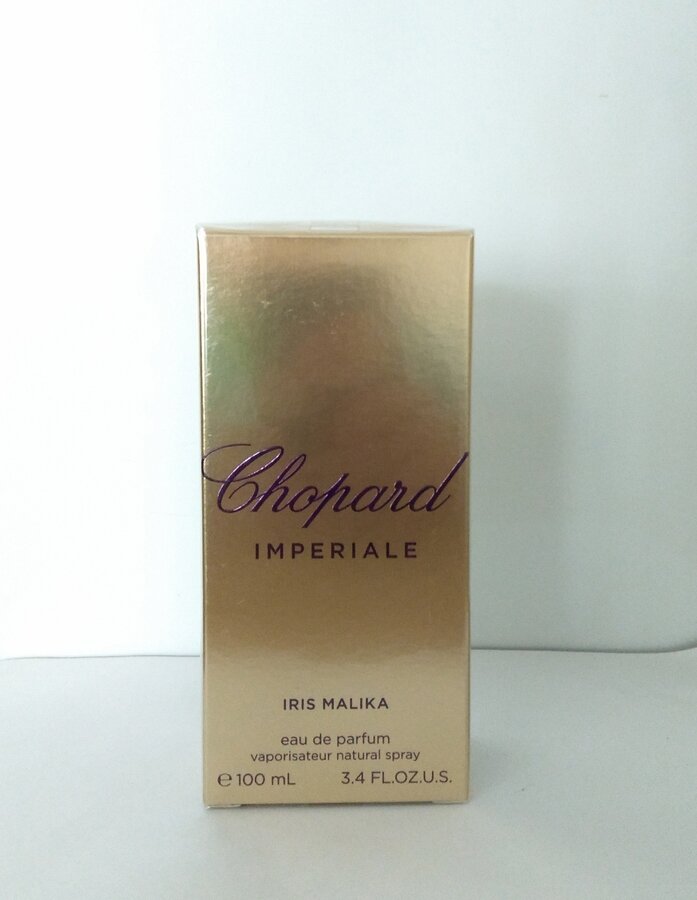 Chopard
IMPERIALE
IRIS MALIKA
eau de parfum
vaporisateur natural spray
℮ 100 mL 3.4 FL.OZ.U.S.